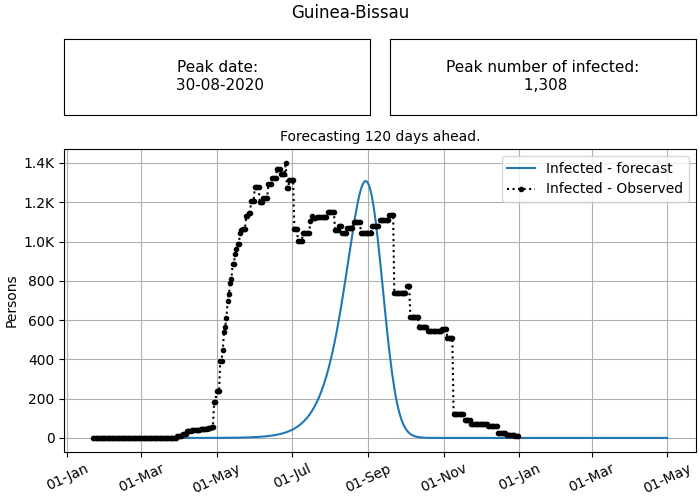 Guinea-Bissau
Peak date:
30-08-2020
Peak number of infected:
1,308
Forecasting 120 days ahead.
Infected - forecast
Infected - Observed
1.4K
1.2K
1.0K
800
600
400
200
0
Persons
01-Jan
01-Mar
01-May
01-Jul
01-Sep
01-Nov
01-Jan
01-Mar
01-May